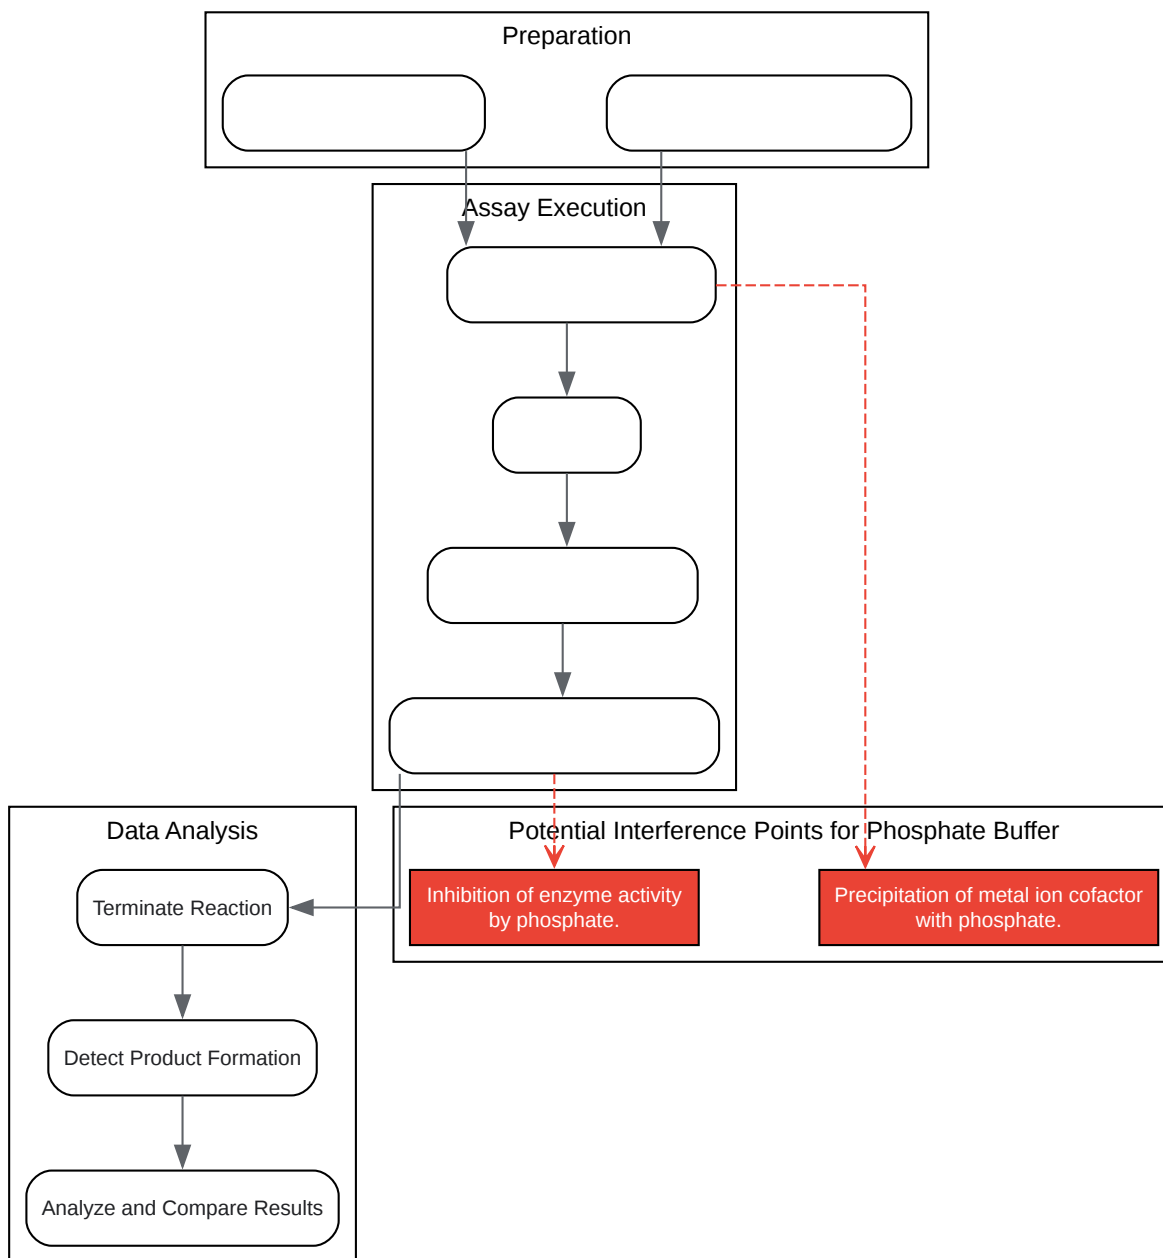 Preparation
Assay Execution
Data Analysis
Terminate Reaction
Detect Product Formation
Analyze and Compare Results
Potential Interference Points for Phosphate Buffer
Inhibition of enzyme activity
by phosphate.
Precipitation of metal ion cofactor
with phosphate.